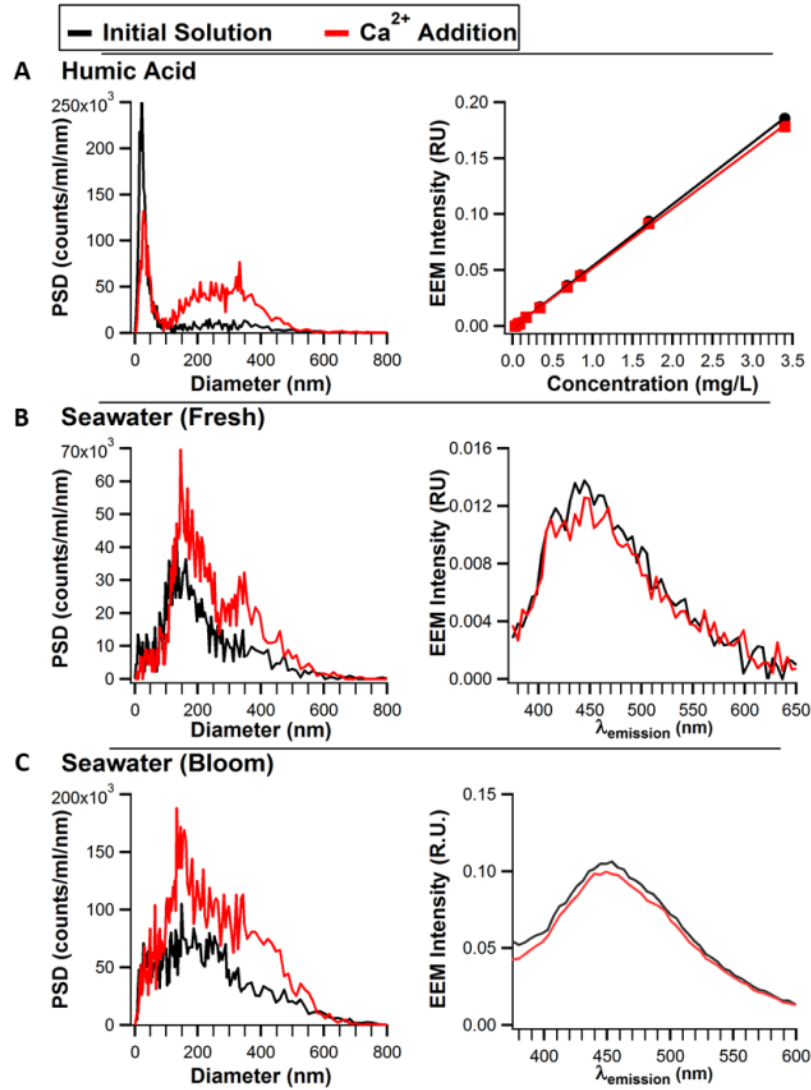 Initial Solution Ca²⁺ Addition
A Humic Acid
250x10³
200
150
100
50
0
PSD (counts/ml/nm)
0 200 400 600 800
Diameter (nm)
0.20
0.15
0.10
0.05
0.00
EEM Intensity (RU)
0.0 0.5 1.0 1.5 2.0 2.5 3.0 3.5
Concentration (mg/L)
B Seawater (Fresh)
70x10³
60
50
40
30
20
10
0
PSD (counts/ml/nm)
0 200 400 600 800
Diameter (nm)
0.016
0.012
0.008
0.004
0.000
EEM Intensity (RU)
400 450 500 550 600 650
λemission (nm)
C Seawater (Bloom)
200x10³
150
100
50
0
PSD (counts/ml/nm)
0 200 400 600 800
Diameter (nm)
0.15
0.10
0.05
0.00
EEM Intensity (R.U.)
400 450 500 550 600
λemission (nm)